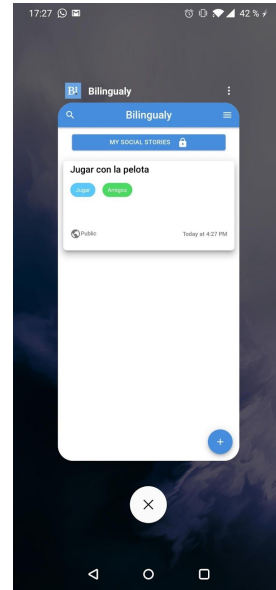 17:27 42 %
Bilingualy
Bilingualy
MY SOCIAL STORIES
Jugar con la pelota
Jugar Amigos
Public Today at 4:27 PM